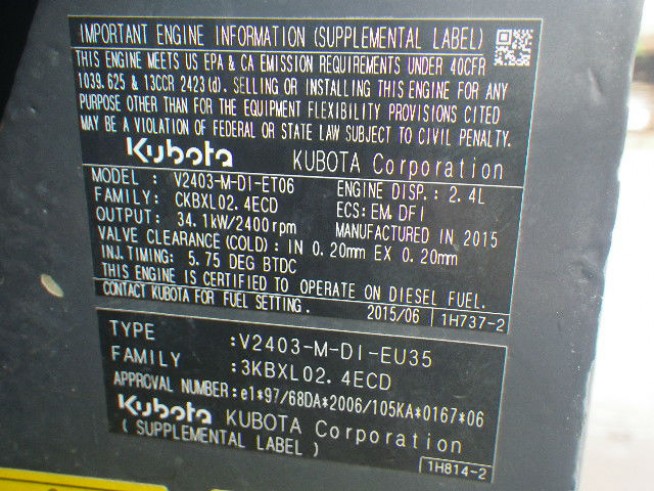 IMPORTANT ENGINE INFORMATION (SUPPLEMENTAL LABEL)
THIS ENGINE MEETS US EPA & CA EMISSION REQUIREMENTS UNDER 40CFR
1039.625 & 13CCR 2423(d). SELLING OR INSTALLING THIS ENGINE FOR ANY
PURPOSE OTHER THAN FOR THE EQUIPMENT FLEXIBILITY PROVISIONS CITED
MAY BE A VIOLATION OF FEDERAL OR STATE LAW SUBJECT TO CIVIL PENALTY.
Kubota KUBOTA Corporation
MODEL : V2403-M-DI-ET06 ENGINE DISP.: 2.4L
FAMILY: CKBXL02.4ECD ECS: EM, DFI
OUTPUT: 34.1kW/2400rpm MANUFACTURED IN 2015
VALVE CLEARANCE (COLD) : IN 0.20mm EX 0.20mm
INJ. TIMING: 5.75 DEG BTDC
THIS ENGINE IS CERTIFIED TO OPERATE ON DIESEL FUEL.
CONTACT KUBOTA FOR FUEL SETTING. 2015/06 1H737-2
TYPE :V2403-M-DI-EU35
FAMILY :3KBXL02.4ECD
APPROVAL NUMBER:e1*97/68DA*2006/105KA*0167*06
Kubota KUBOTA Corporation
( SUPPLEMENTAL LABEL ) 1H814-2